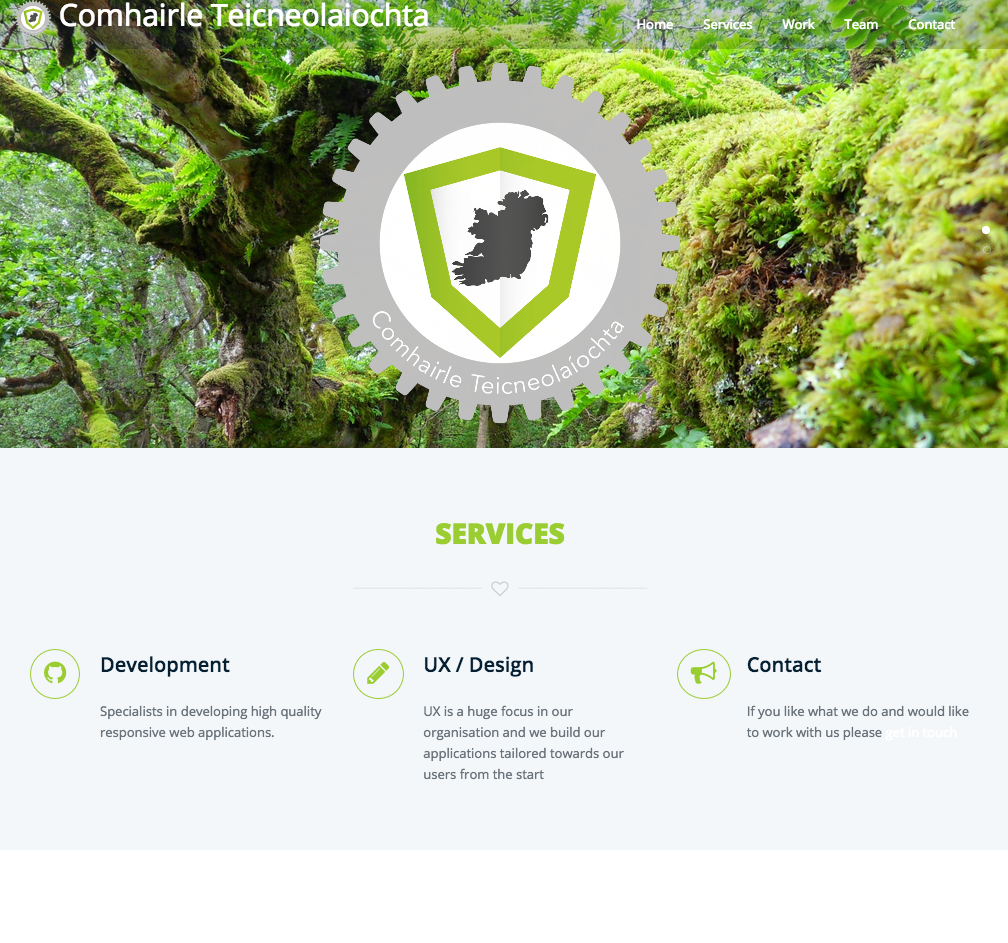 Comhairle Teicneolaiochta
Home Services Work Team Contact
Comhairle Teicneolaíochta
SERVICES
Development
Specialists in developing high quality
responsive web applications.
UX / Design
UX is a huge focus in our
organisation and we build our
applications tailored towards our
users from the start
Contact
If you like what we do and would like
to work with us please get in touch